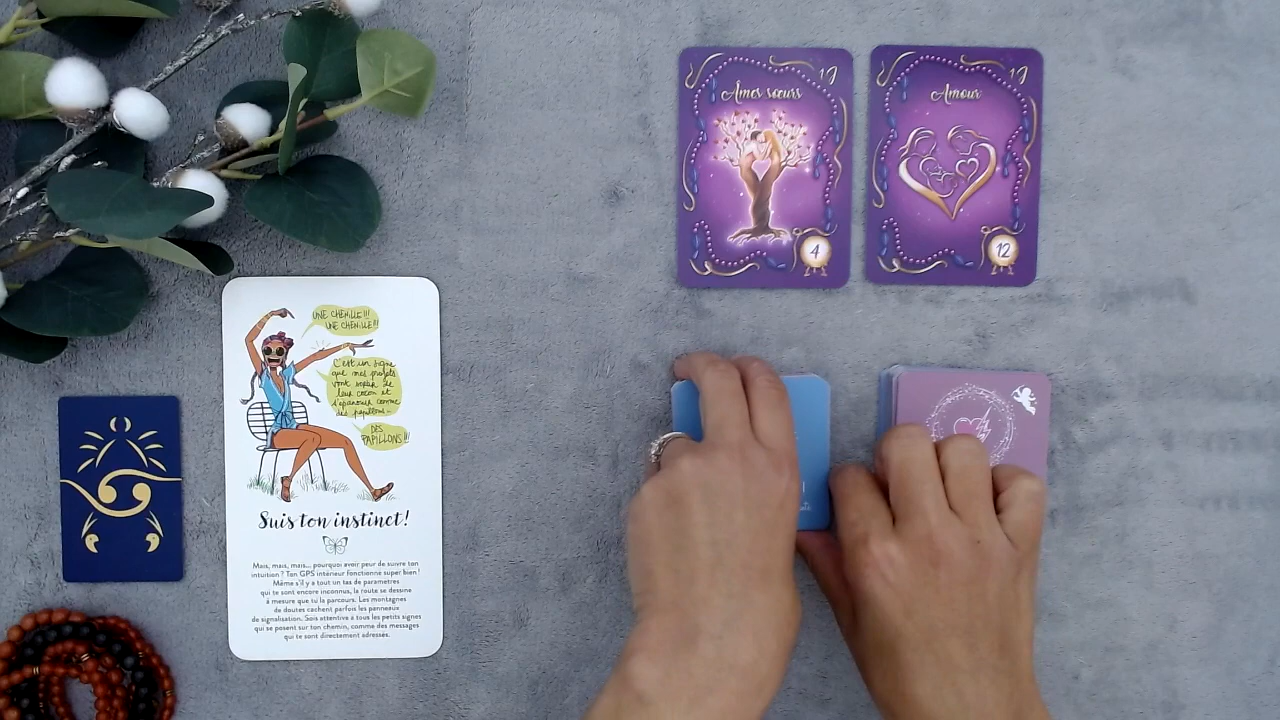 Âmes sœurs
4
Amour
12
UNE CHENILLE !!!
UNE CHENILLE !!!
C'est un signe
que mes projets
vont sortir de
leur cocon et
s'épanouir comme
des papillons...
DES
PAPILLONS !!!
Suis ton instinct !
Mais, mais, mais... pourquoi avoir peur de suivre ton
intuition ? Ton GPS intérieur fonctionne super bien !
Même s'il y a tout un tas de paramètres
qui te sont encore inconnus, la route se dessine
à mesure que tu la parcours. Les montagnes
de doutes cachent parfois les panneaux
de signalisation. Sois attentive à tous les petits signes
qui se posent sur ton chemin, comme des messages
qui te sont directement adressés.